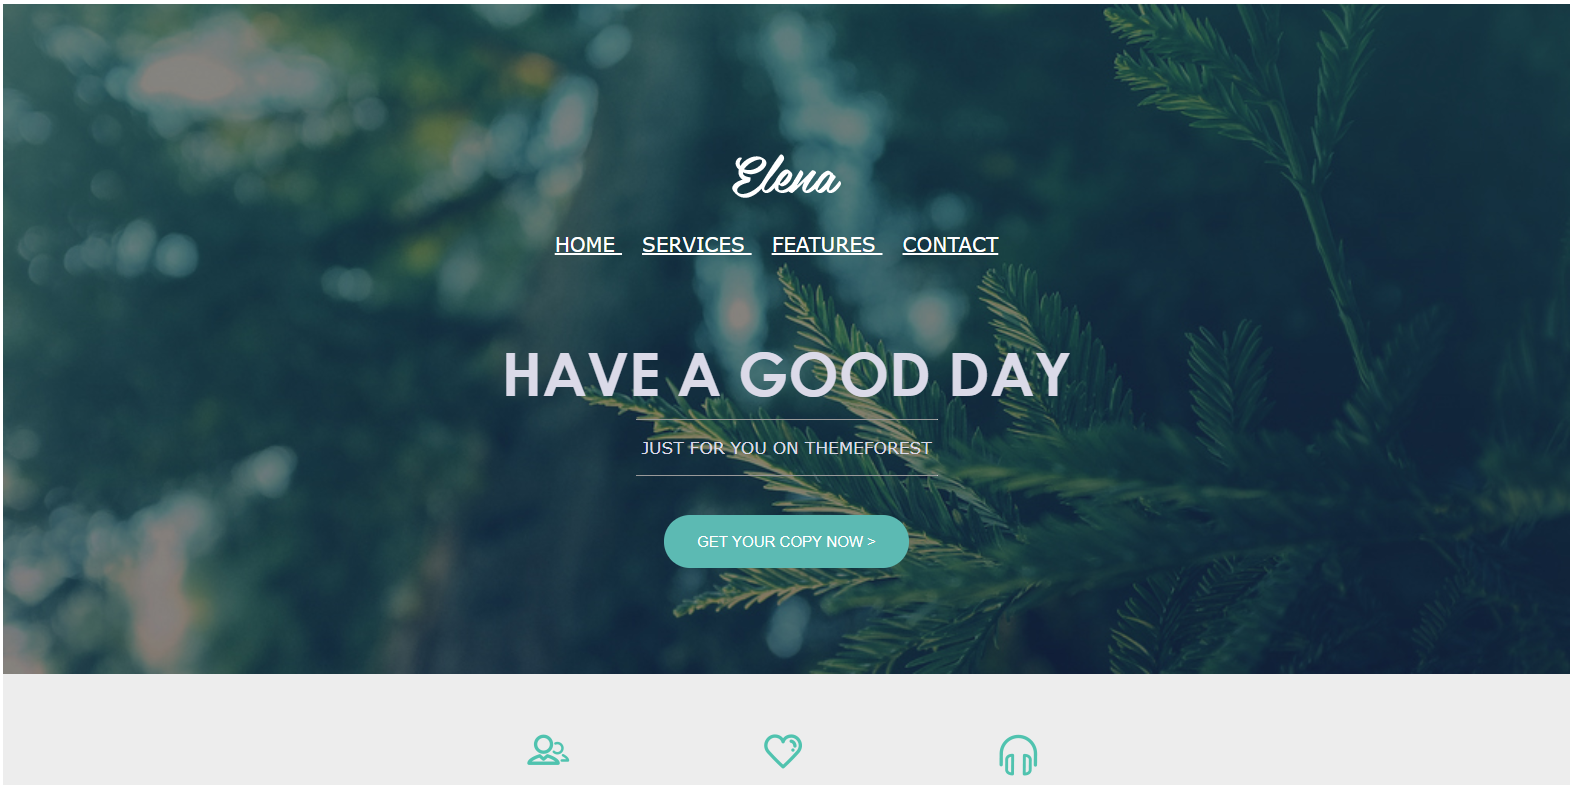 Elena
HOME SERVICES FEATURES CONTACT
HAVE A GOOD DAY
JUST FOR YOU ON THEMEFOREST
GET YOUR COPY NOW >